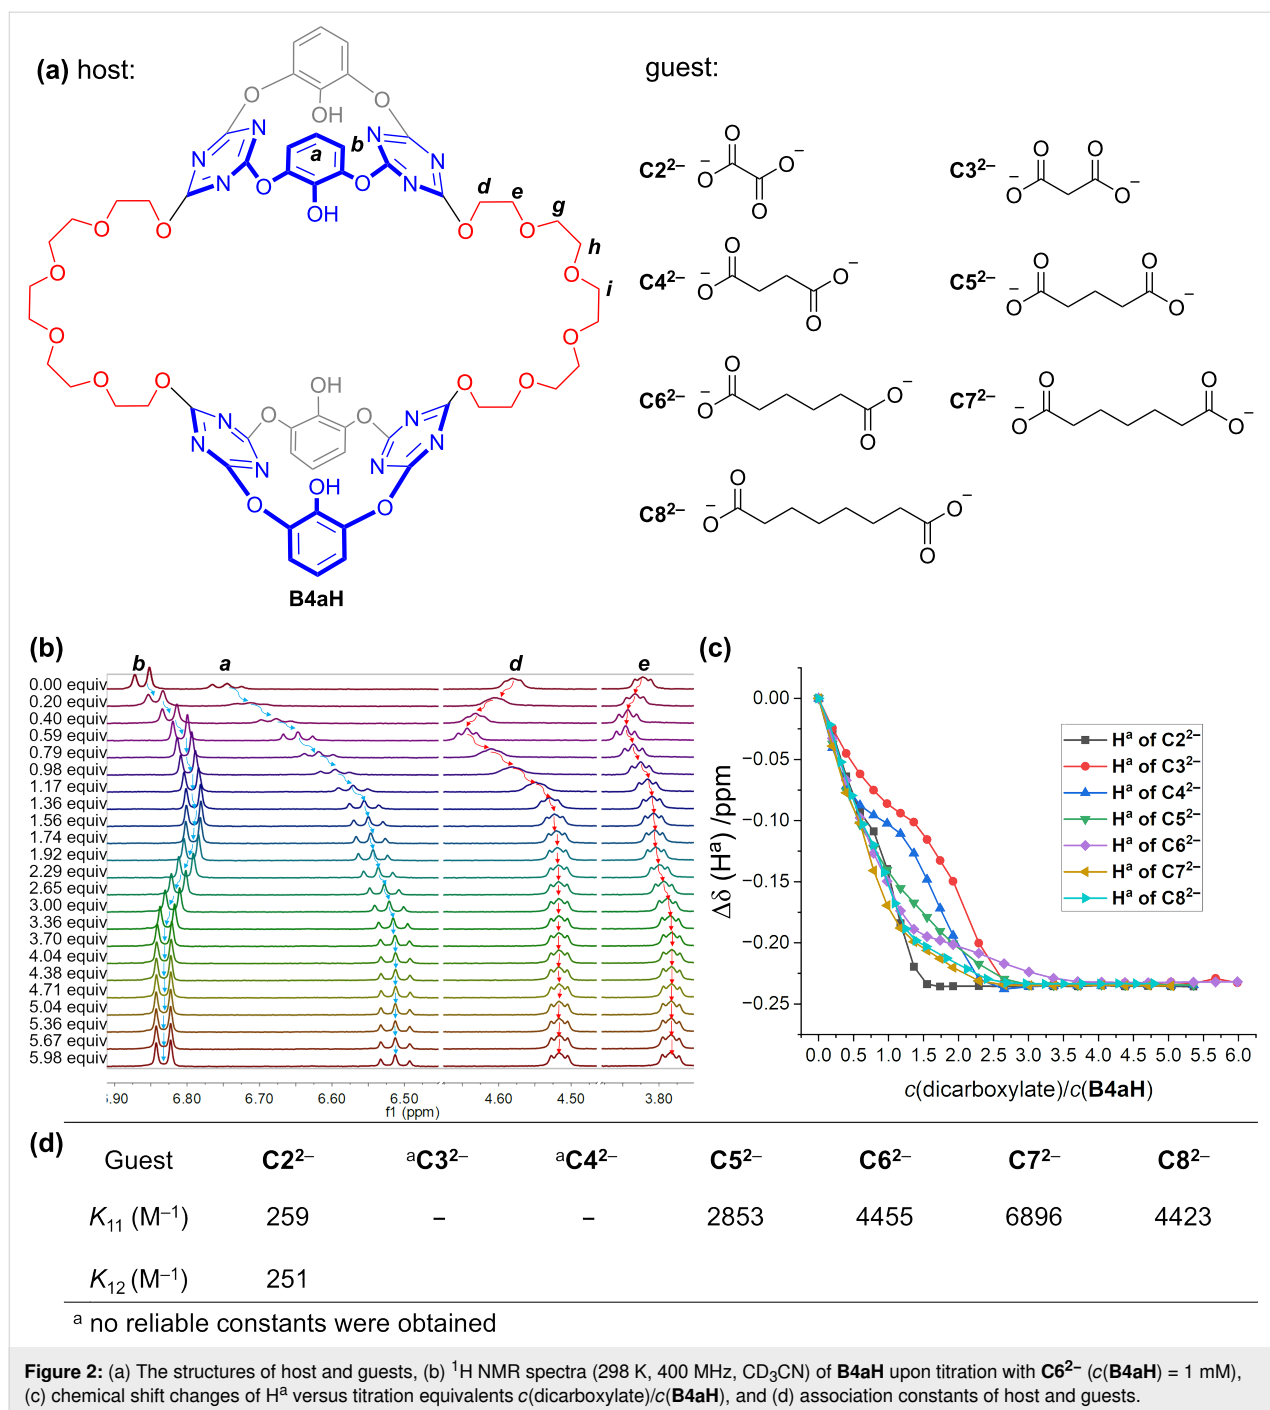 (a) host:
guest:
O
O
OH
N
N
N
N
N
N
a
b
O
O
OH
d
e
g
h
i
O
O
O
O
O
O
O
O
O
O
O
O
OH
N
N
N
N
N
N
O
O
OH
O
O
B4aH
C2²⁻
O
O⁻
⁻O
O
C3²⁻
O
O
⁻O
O⁻
C4²⁻
O
O⁻
⁻O
O
C5²⁻
O
O
⁻O
O⁻
C6²⁻
O
O⁻
⁻O
O
C7²⁻
O
O
⁻O
O⁻
C8²⁻
O
O⁻
⁻O
O
(b)
b
a
d
e
0.00 equiv
0.20 equiv
0.40 equiv
0.59 equiv
0.79 equiv
0.98 equiv
1.17 equiv
1.36 equiv
1.56 equiv
1.74 equiv
1.92 equiv
2.29 equiv
2.65 equiv
3.00 equiv
3.36 equiv
3.70 equiv
4.04 equiv
4.38 equiv
4.71 equiv
5.04 equiv
5.36 equiv
5.67 equiv
5.98 equiv
.90 6.80 6.70 6.60 6.50 4.60 4.50 3.80
f1 (ppm)
(c)
Δδ (Hᵃ) /ppm
0.00
−0.05
−0.10
−0.15
−0.20
−0.25
Hᵃ of C2²⁻
Hᵃ of C3²⁻
Hᵃ of C4²⁻
Hᵃ of C5²⁻
Hᵃ of C6²⁻
Hᵃ of C7²⁻
Hᵃ of C8²⁻
0.0 0.5 1.0 1.5 2.0 2.5 3.0 3.5 4.0 4.5 5.0 5.5 6.0
c(dicarboxylate)/c(B4aH)
(d)
Guest C2²⁻ ᵃC3²⁻ ᵃC4²⁻ C5²⁻ C6²⁻ C7²⁻ C8²⁻
K₁₁ (M⁻¹) 259 – – 2853 4455 6896 4423
K₁₂ (M⁻¹) 251
ᵃ no reliable constants were obtained
Figure 2: (a) The structures of host and guests, (b) ¹H NMR spectra (298 K, 400 MHz, CD₃CN) of B4aH upon titration with C6²⁻ (c(B4aH) = 1 mM),
(c) chemical shift changes of Hᵃ versus titration equivalents c(dicarboxylate)/c(B4aH), and (d) association constants of host and guests.